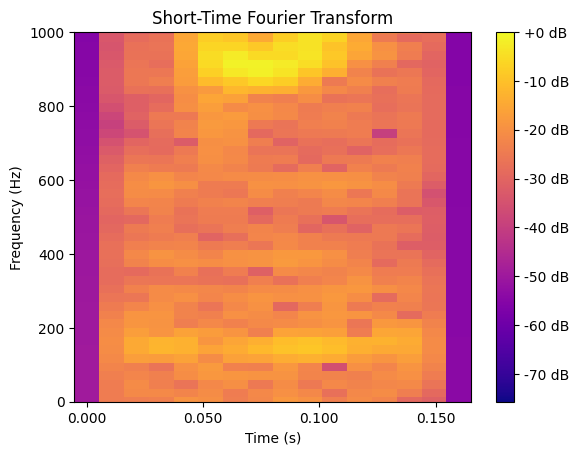 Short-Time Fourier Transform
1000
800
600
400
200
0
Frequency (Hz)
0.000
0.050
0.100
0.150
Time (s)
+0 dB
-10 dB
-20 dB
-30 dB
-40 dB
-50 dB
-60 dB
-70 dB